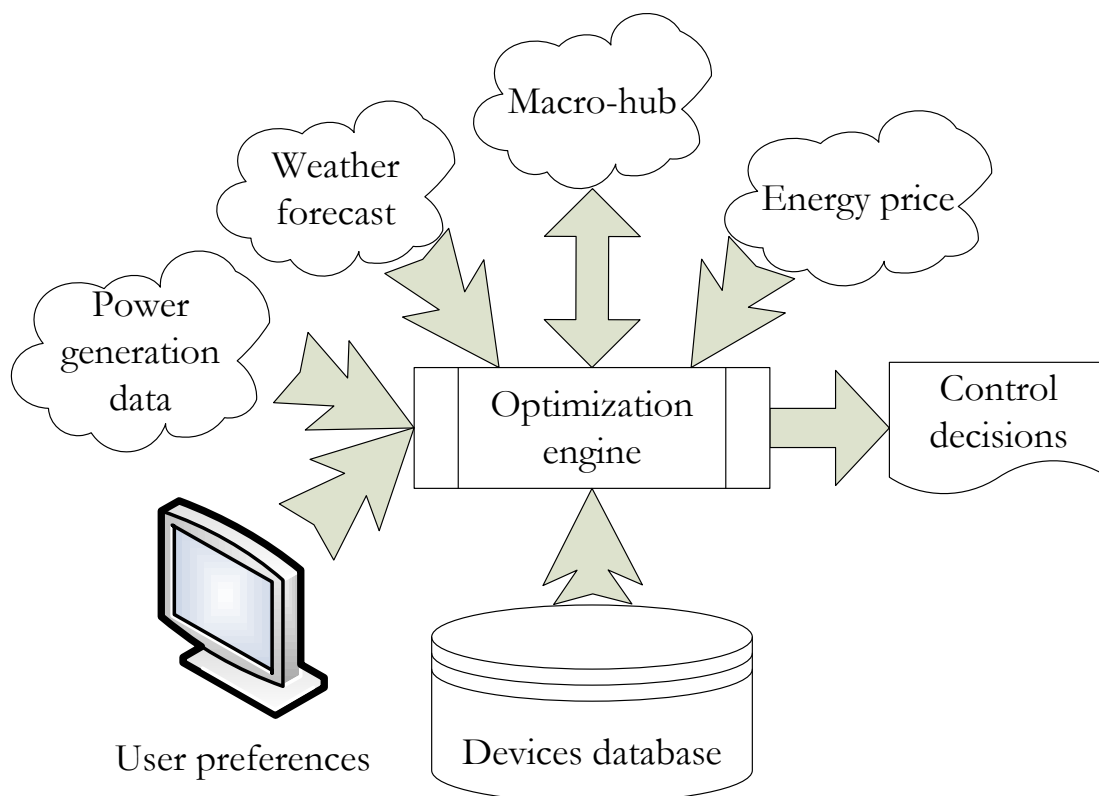 Macro-hub
Weather
forecast
Energy price
Power
generation
data
Optimization
engine
Control
decisions
User preferences
Devices database